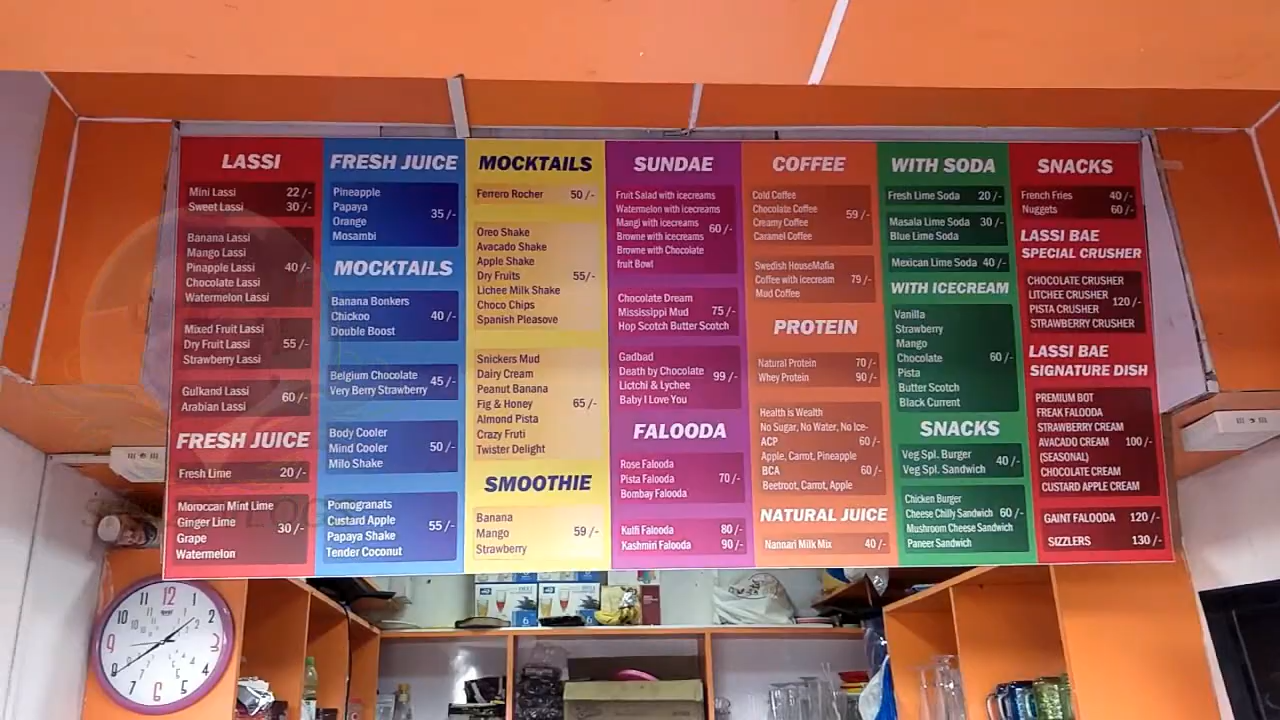 LASSI
Mini Lassi 22 /-
Sweet Lassi 30 /-
Banana Lassi
Mango Lassi
Pinapple Lassi 40 /-
Chocolate Lassi
Watermelon Lassi
Mixed Fruit Lassi
Dry Fruit Lassi 55 /-
Strawberry Lassi
Gulkand Lassi 60 /-
Arabian Lassi
FRESH JUICE
Fresh Lime 20 /-
Moroccan Mint Lime
Ginger Lime 30 /-
Grape
Watermelon
FRESH JUICE
Pineapple
Papaya 35 /-
Orange
Mosambi
MOCKTAILS
Banana Bonkers
Chickoo 40 /-
Double Boost
Belgium Chocolate 45 /-
Very Berry Strawberry
Body Cooler
Mind Cooler 50 /-
Milo Shake
Pomogranats
Custard Apple 55 /-
Papaya Shake
Tender Coconut
MOCKTAILS
Ferrero Rocher 50 /-
Oreo Shake
Avacado Shake
Apple Shake
Dry Fruits 55/-
Lichee Milk Shake
Choco Chips
Spanish Pleasove
Snickers Mud
Dairy Cream
Peanut Banana
Fig & Honey 65 /-
Almond Pista
Crazy Fruti
Twister Delight
SMOOTHIE
Banana
Mango 59 /-
Strawberry
SUNDAE
Fruit Salad with icecreams
Watermelon with icecreams
Mangi with icecreams 60 /-
Browne with icecreams
Browne with Chocolate
fruit Bowl
Chocolate Dream
Mississippi Mud 75 /-
Hop Scotch Butter Scotch
Gadbad
Death by Chocolate 99 /-
Lictchi & Lychee
Baby I Love You
FALOODA
Rose Falooda
Pista Falooda 70 /-
Bombay Falooda
Kulfi Falooda 80 /-
Kashmiri Falooda 90 /-
COFFEE
Cold Coffee
Chocolate Coffee 59 /-
Creamy Coffee
Caramel Coffee
Swedish HouseMafia
Coffee with icecream 79 /-
Mud Coffee
PROTEIN
Natural Protein 70 /-
Whey Protein 90 /-
Health is Wealth
No Sugar, No Water, No Ice-
ACP 60 /-
Apple, Carrot, Pineapple
BCA 60 /-
Beetroot, Carrot, Apple
NATURAL JUICE
Nannari Milk Mix 40 /-
WITH SODA
Fresh Lime Soda 20 /-
Masala Lime Soda 30 /-
Blue Lime Soda
Mexican Lime Soda 40 /-
WITH ICECREAM
Vanilla
Strawberry
Mango
Chocolate 60 /-
Pista
Butter Scotch
Black Current
SNACKS
Veg Spl. Burger 40 /-
Veg Spl. Sandwich
Chicken Burger
Cheese Chilly Sandwich 60 /-
Mushroom Cheese Sandwich
Paneer Sandwich
SNACKS
French Fries 40 /-
Nuggets 60 /-
LASSI BAE
SPECIAL CRUSHER
CHOCOLATE CRUSHER
LITCHEE CRUSHER 120 /-
PISTA CRUSHER
STRAWBERRY CRUSHER
LASSI BAE
SIGNATURE DISH
PREMIUM BOT
FREAK FALOODA
STRAWBERRY CREAM
AVACADO CREAM 100 /-
(SEASONAL)
CHOCOLATE CREAM
CUSTARD APPLE CREAM
GAINT FALOODA 120 /-
SIZZLERS 130 /-
12
1
2
3
4
5
6
7
8
9
10
11